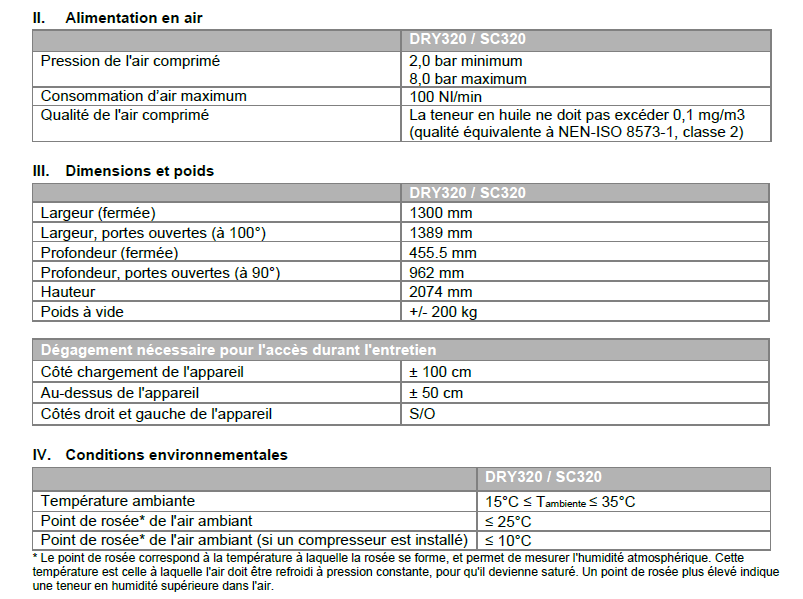 II. Alimentation en air
DRY320 / SC320
Pression de l'air comprimé 2,0 bar minimum
8,0 bar maximum
Consommation d'air maximum 100 Nl/min
Qualité de l'air comprimé La teneur en huile ne doit pas excéder 0,1 mg/m3
(qualité équivalente à NEN-ISO 8573-1, classe 2)
III. Dimensions et poids
DRY320 / SC320
Largeur (fermée) 1300 mm
Largeur, portes ouvertes (à 100°) 1389 mm
Profondeur (fermée) 455.5 mm
Profondeur, portes ouvertes (à 90°) 962 mm
Hauteur 2074 mm
Poids à vide +/- 200 kg
Dégagement nécessaire pour l'accès durant l'entretien
Côté chargement de l'appareil ± 100 cm
Au-dessus de l'appareil ± 50 cm
Côtés droit et gauche de l'appareil S/O
IV. Conditions environnementales
DRY320 / SC320
Température ambiante 15°C ≤ Tambiente ≤ 35°C
Point de rosée* de l'air ambiant ≤ 25°C
Point de rosée* de l'air ambiant (si un compresseur est installé) ≤ 10°C
* Le point de rosée correspond à la température à laquelle la rosée se forme, et permet de mesurer l'humidité atmosphérique. Cette
température est celle à laquelle l'air doit être refroidi à pression constante, pour qu'il devienne saturé. Un point de rosée plus élevé indique
une teneur en humidité supérieure dans l'air.